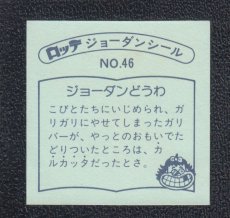 ロッテ ジョーダンシール
NO.46
ジョーダンどうわ
こびとたちにいじめられ、ガリ
ガリにやせてしまったガリ
バーが、やっとのおもいでた
どりついたところは、カ
ルカッタだったとさ。